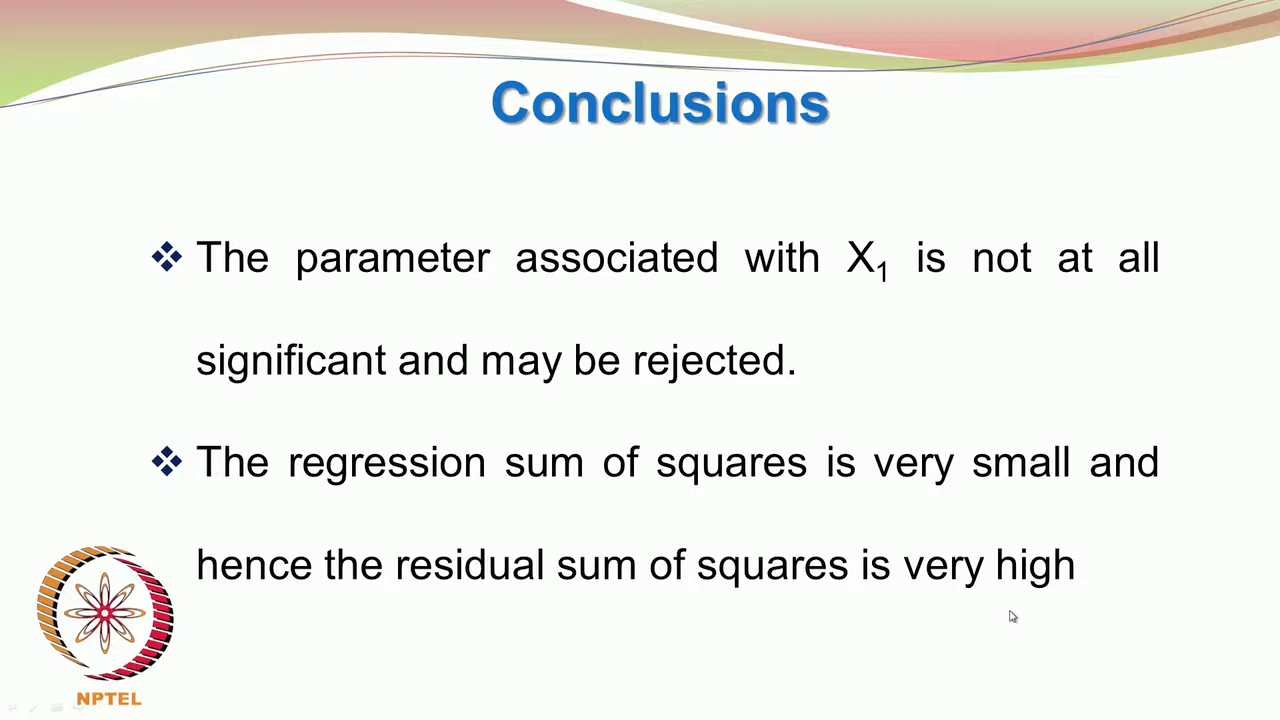 Conclusions
❖ The parameter associated with X₁ is not at all
significant and may be rejected.
❖ The regression sum of squares is very small and
hence the residual sum of squares is very high
NPTEL